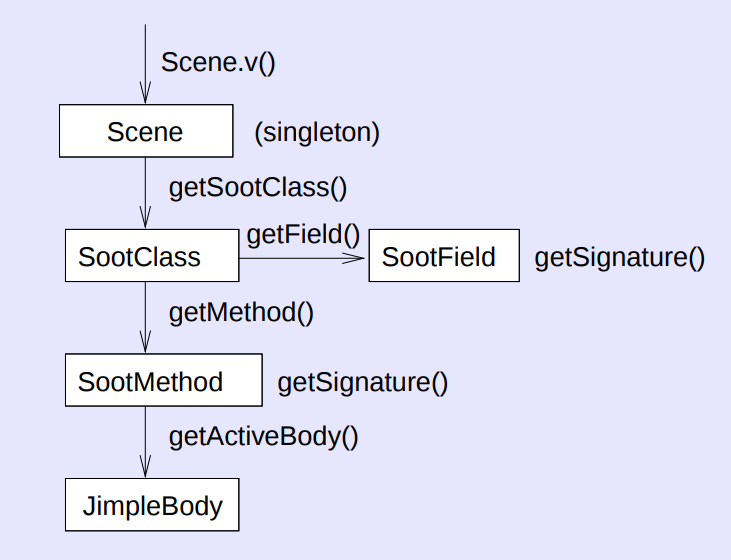 Scene.v()
Scene (singleton)
getSootClass()
getField()
SootClass SootField getSignature()
getMethod()
SootMethod getSignature()
getActiveBody()
JimpleBody